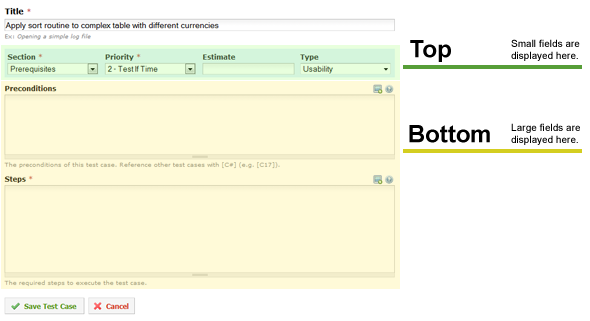 Title *
Apply sort routine to complex table with different currencies
Ex: Opening a simple log file
Section *
Priority *
Estimate
Type
Prerequisites
2 - Test If Time
Usability
Preconditions
The preconditions of this test case. Reference other test cases with [C#] (e.g. [C17]).
Steps *
The required steps to execute the test case.
Save Test Case
Cancel
Top
Small fields are
displayed here.
Bottom
Large fields are
displayed here.